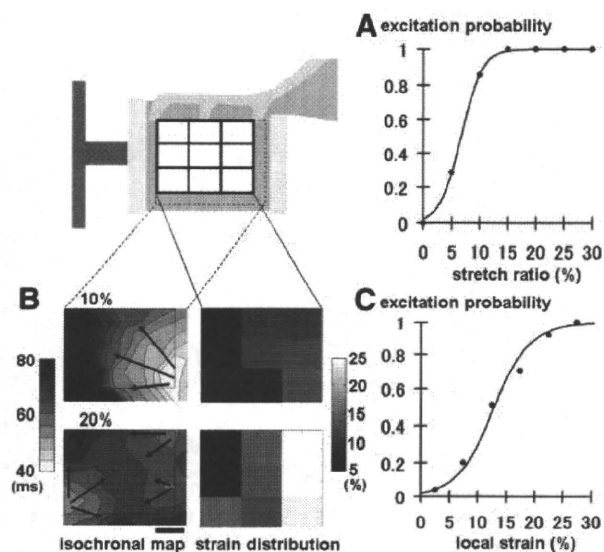 A excitation probability
1
0.8
0.6
0.4
0.2
0
0 5 10 15 20 25 30
stretch ratio (%)
B
10%
80
60
40
(ms)
20%
25
20
15
10
5
(%)
isochronal map strain distribution
C excitation probability
1
0.8
0.6
0.4
0.2
0
0 5 10 15 20 25 30
local strain (%)